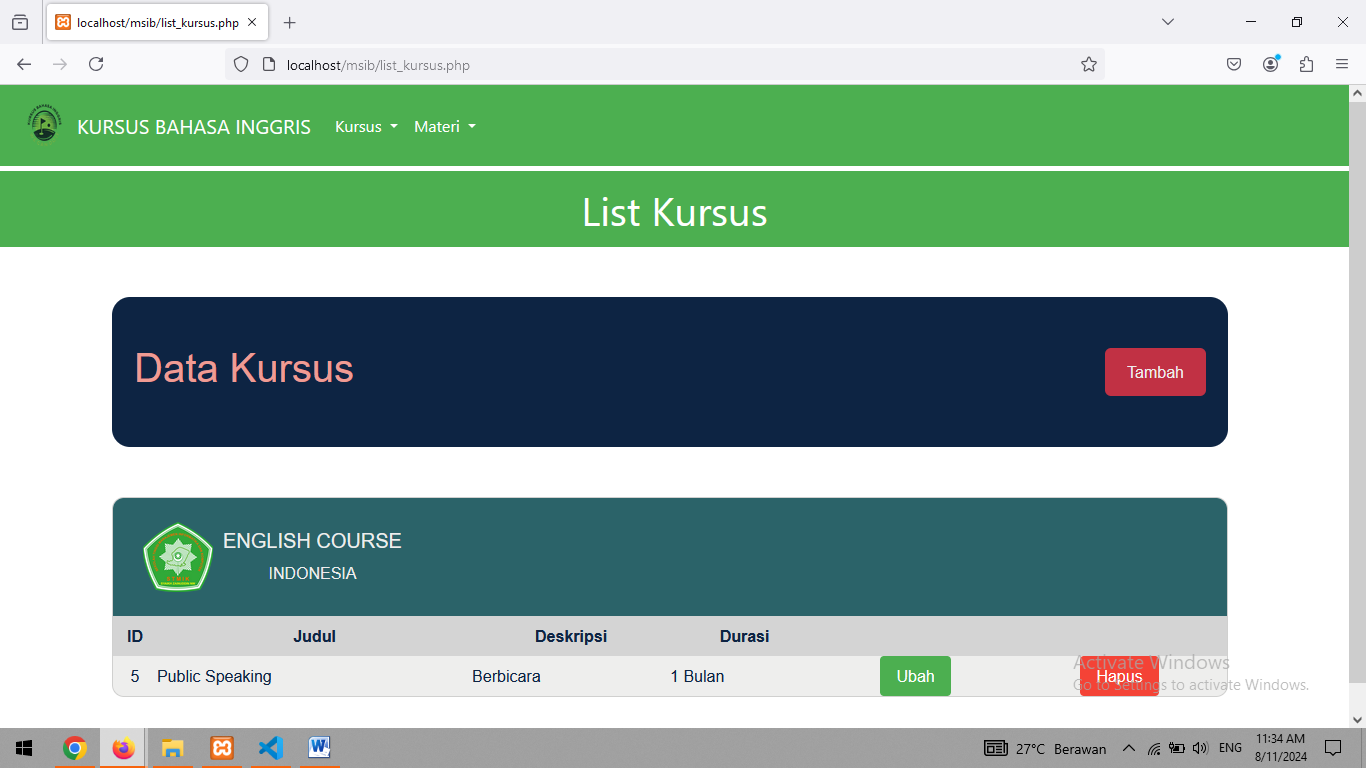 localhost/msib/list_kursus.php
localhost/msib/list_kursus.php
KURSUS BAHASA INGGRIS Kursus Materi
List Kursus
Data Kursus
Tambah
ENGLISH COURSE
INDONESIA
ID Judul Deskripsi Durasi
5 Public Speaking Berbicara 1 Bulan Ubah Hapus
Activate Windows
Go to Settings to activate Windows.
27°C Berawan ENG 11:34 AM
8/11/2024